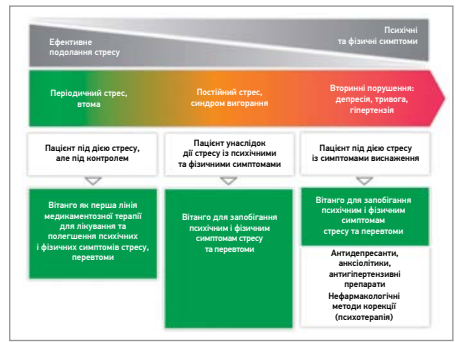 Ефективне
подолання стресу
Психічні
та фізичні симптоми
Періодичний стрес,
втома
Постійний стрес,
синдром вигорання
Вторинні порушення:
депресія, тривога,
гіпертензія
Пацієнт під дією стресу,
але під контролем
Пацієнт унаслідок
дії стресу із психічними
та фізичними симптомами
Пацієнт під дією стресу
із симптомами виснаження
Вітанго як перша лінія
медикаментозної терапії
для лікування та
полегшення психічних
і фізичних симптомів стресу,
перевтоми
Вітанго для запобігання
психічним і фізичним
симптомам стресу
та перевтоми
Вітанго для запобігання
психічним і фізичним
симптомам
стресу та перевтоми
Антидепресанти,
анксіолітики,
антигіпертензивні
препарати
Нефармакологічні
методи корекції
(психотерапія)